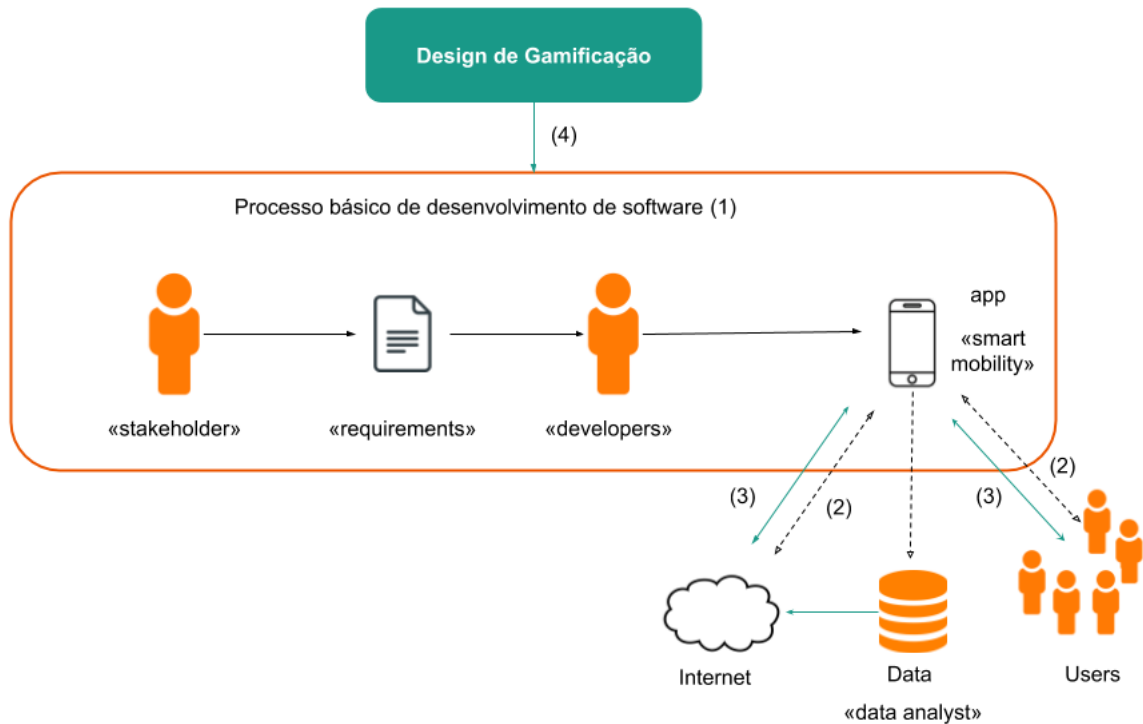 Design de Gamificação
(4)
Processo básico de desenvolvimento de software (1)
app
«smart
mobility»
«stakeholder»
«requirements»
«developers»
(2)
(3)
(2)
(3)
Internet
Data
Users
«data analyst»